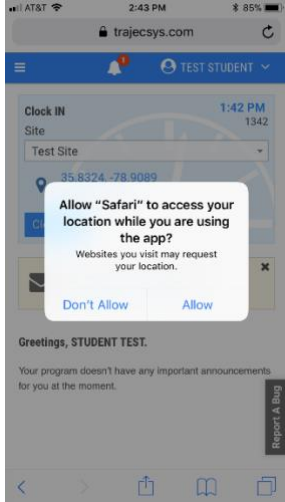 AT&T 2:43 PM 85%
trajecsys.com
TEST STUDENT
Clock IN 1:42 PM
Site 1342
Test Site
35.8324, -78.9089
Allow “Safari” to access your
location while you are using
the app?
Websites you visit may request
your location.
Don’t Allow Allow
Greetings, STUDENT TEST.
Your program doesn't have any important announcements
for you at the moment.
Report A Bug